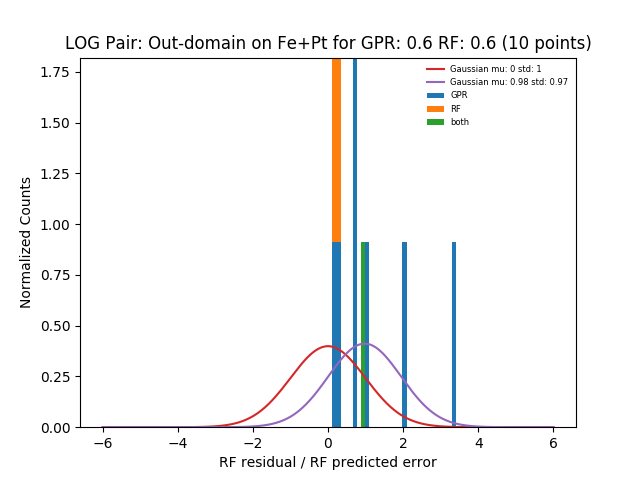 LOG Pair: Out-domain on Fe+Pt for GPR: 0.6 RF: 0.6 (10 points)
Gaussian mu: 0 std: 1
Gaussian mu: 0.98 std: 0.97
GPR
RF
both
Normalized Counts
1.75
1.50
1.25
1.00
0.75
0.50
0.25
0.00
−6 −4 −2 0 2 4 6
RF residual / RF predicted error